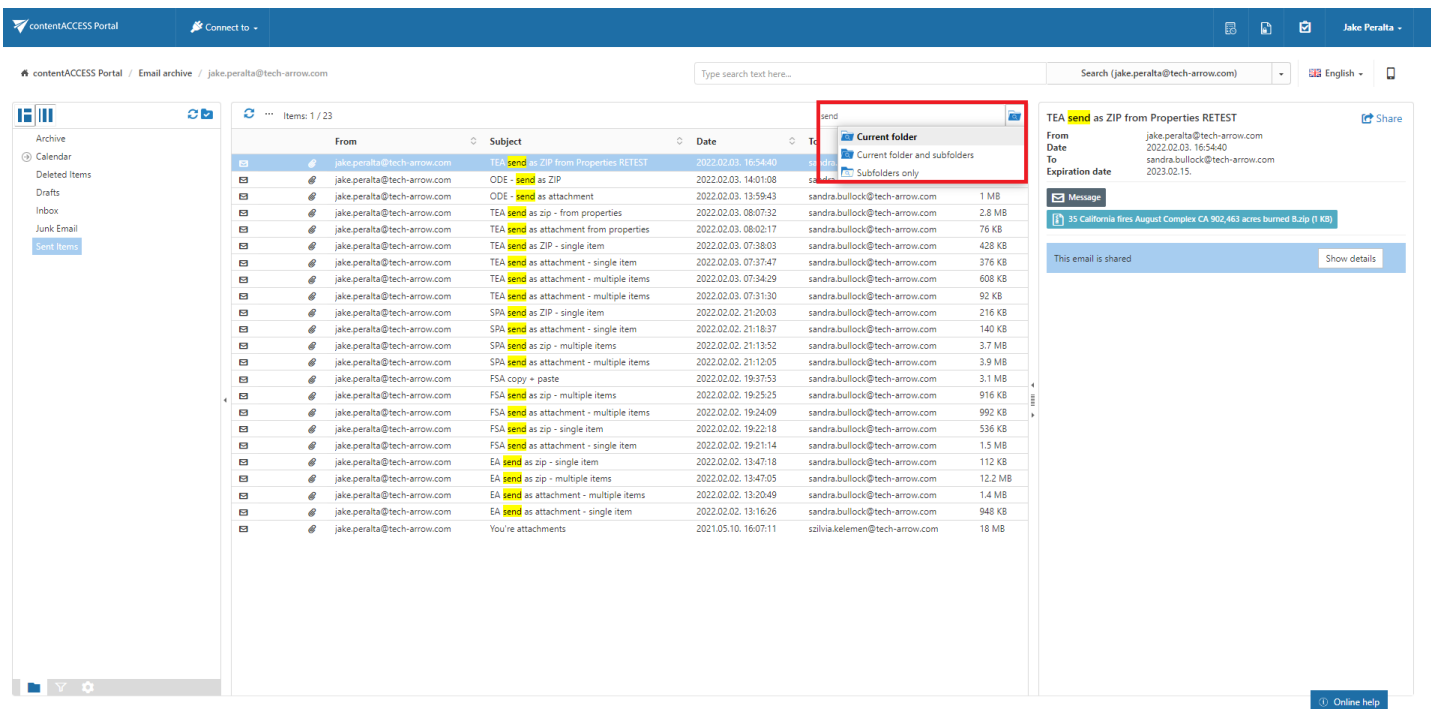 contentACCESS Portal Connect to Jake Peralta
contentACCESS Portal / Email archive / jake.peralta@tech-arrow.com Type search text here... Search (jake.peralta@tech-arrow.com) English
Archive
Calendar
Deleted Items
Drafts
Inbox
Junk Email
Sent Items
Items: 1 / 23 send
Current folder
Current folder and subfolders
Subfolders only
From Subject Date To
jake.peralta@tech-arrow.com TEA send as ZIP from Properties RETEST 2022.02.03. 16:54:40
jake.peralta@tech-arrow.com ODE - send as ZIP 2022.02.03. 14:01:08
jake.peralta@tech-arrow.com ODE - send as attachment 2022.02.03. 13:59:43 sandra.bullock@tech-arrow.com 1 MB
jake.peralta@tech-arrow.com TEA send as zip - from properties 2022.02.03. 08:07:32 sandra.bullock@tech-arrow.com 2.8 MB
jake.peralta@tech-arrow.com TEA send as attachment from properties 2022.02.03. 08:02:17 sandra.bullock@tech-arrow.com 76 KB
jake.peralta@tech-arrow.com TEA send as ZIP - single item 2022.02.03. 07:38:03 sandra.bullock@tech-arrow.com 428 KB
jake.peralta@tech-arrow.com TEA send as attachment - single item 2022.02.03. 07:37:47 sandra.bullock@tech-arrow.com 376 KB
jake.peralta@tech-arrow.com TEA send as attachment - multiple items 2022.02.03. 07:34:29 sandra.bullock@tech-arrow.com 608 KB
jake.peralta@tech-arrow.com TEA send as attachment - multiple items 2022.02.03. 07:31:30 sandra.bullock@tech-arrow.com 92 KB
jake.peralta@tech-arrow.com SPA send as ZIP - single item 2022.02.02. 21:20:03 sandra.bullock@tech-arrow.com 216 KB
jake.peralta@tech-arrow.com SPA send as attachment - single item 2022.02.02. 21:18:37 sandra.bullock@tech-arrow.com 140 KB
jake.peralta@tech-arrow.com SPA send as zip - multiple items 2022.02.02. 21:13:52 sandra.bullock@tech-arrow.com 3.7 MB
jake.peralta@tech-arrow.com SPA send as attachment - multiple items 2022.02.02. 21:12:05 sandra.bullock@tech-arrow.com 3.9 MB
jake.peralta@tech-arrow.com FSA copy + paste 2022.02.02. 19:37:53 sandra.bullock@tech-arrow.com 3.1 MB
jake.peralta@tech-arrow.com FSA send as zip - multiple items 2022.02.02. 19:25:25 sandra.bullock@tech-arrow.com 916 KB
jake.peralta@tech-arrow.com FSA send as attachment - multiple items 2022.02.02. 19:24:09 sandra.bullock@tech-arrow.com 992 KB
jake.peralta@tech-arrow.com FSA send as zip - single item 2022.02.02. 19:22:18 sandra.bullock@tech-arrow.com 536 KB
jake.peralta@tech-arrow.com FSA send as attachment - single item 2022.02.02. 19:21:14 sandra.bullock@tech-arrow.com 1.5 MB
jake.peralta@tech-arrow.com EA send as zip - single item 2022.02.02. 13:47:18 sandra.bullock@tech-arrow.com 112 KB
jake.peralta@tech-arrow.com EA send as zip - multiple items 2022.02.02. 13:47:05 sandra.bullock@tech-arrow.com 12.2 MB
jake.peralta@tech-arrow.com EA send as attachment - multiple items 2022.02.02. 13:20:49 sandra.bullock@tech-arrow.com 1.4 MB
jake.peralta@tech-arrow.com EA send as attachment - single item 2022.02.02. 13:16:26 sandra.bullock@tech-arrow.com 948 KB
jake.peralta@tech-arrow.com You're attachments 2021.05.10. 16:07:11 szilvia.kelemen@tech-arrow.com 18 MB
TEA send as ZIP from Properties RETEST Share
From jake.peralta@tech-arrow.com
Date 2022.02.03. 16:54:40
To sandra.bullock@tech-arrow.com
Expiration date 2023.02.15.
Message
35 California fires August Complex CA 902,463 acres burned B.zip (1 KB)
This email is shared Show details
Online help